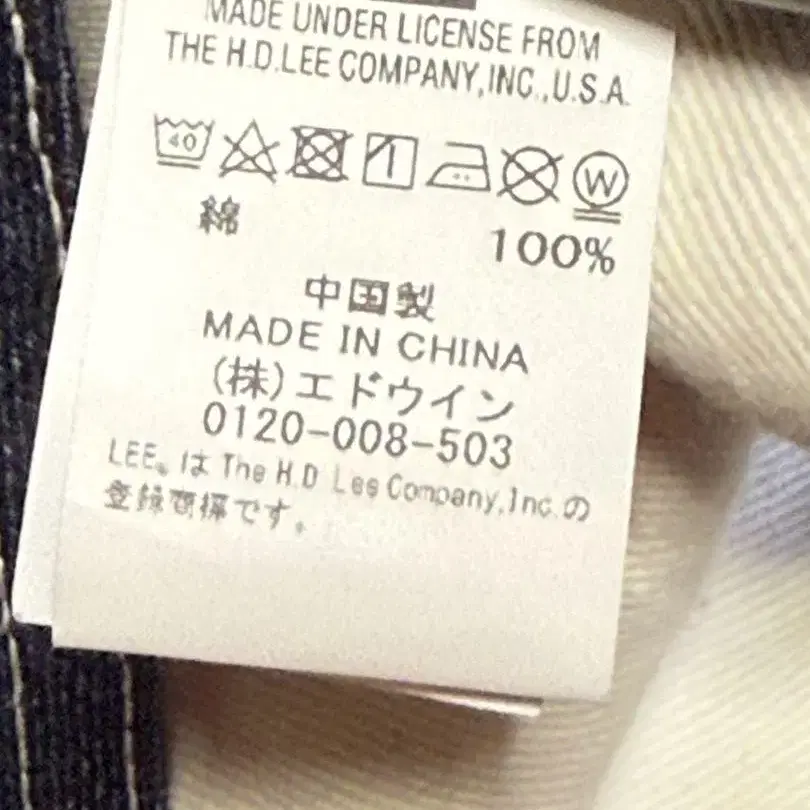 MADE UNDER LICENSE FROM
THE H.D.LEE COMPANY,INC.,U.S.A.
40 W
綿 100%
中国製
MADE IN CHINA
(株)エドウイン
0120-008-503
LEE。は The H.D Lee Company,Inc.の
登録商標です。